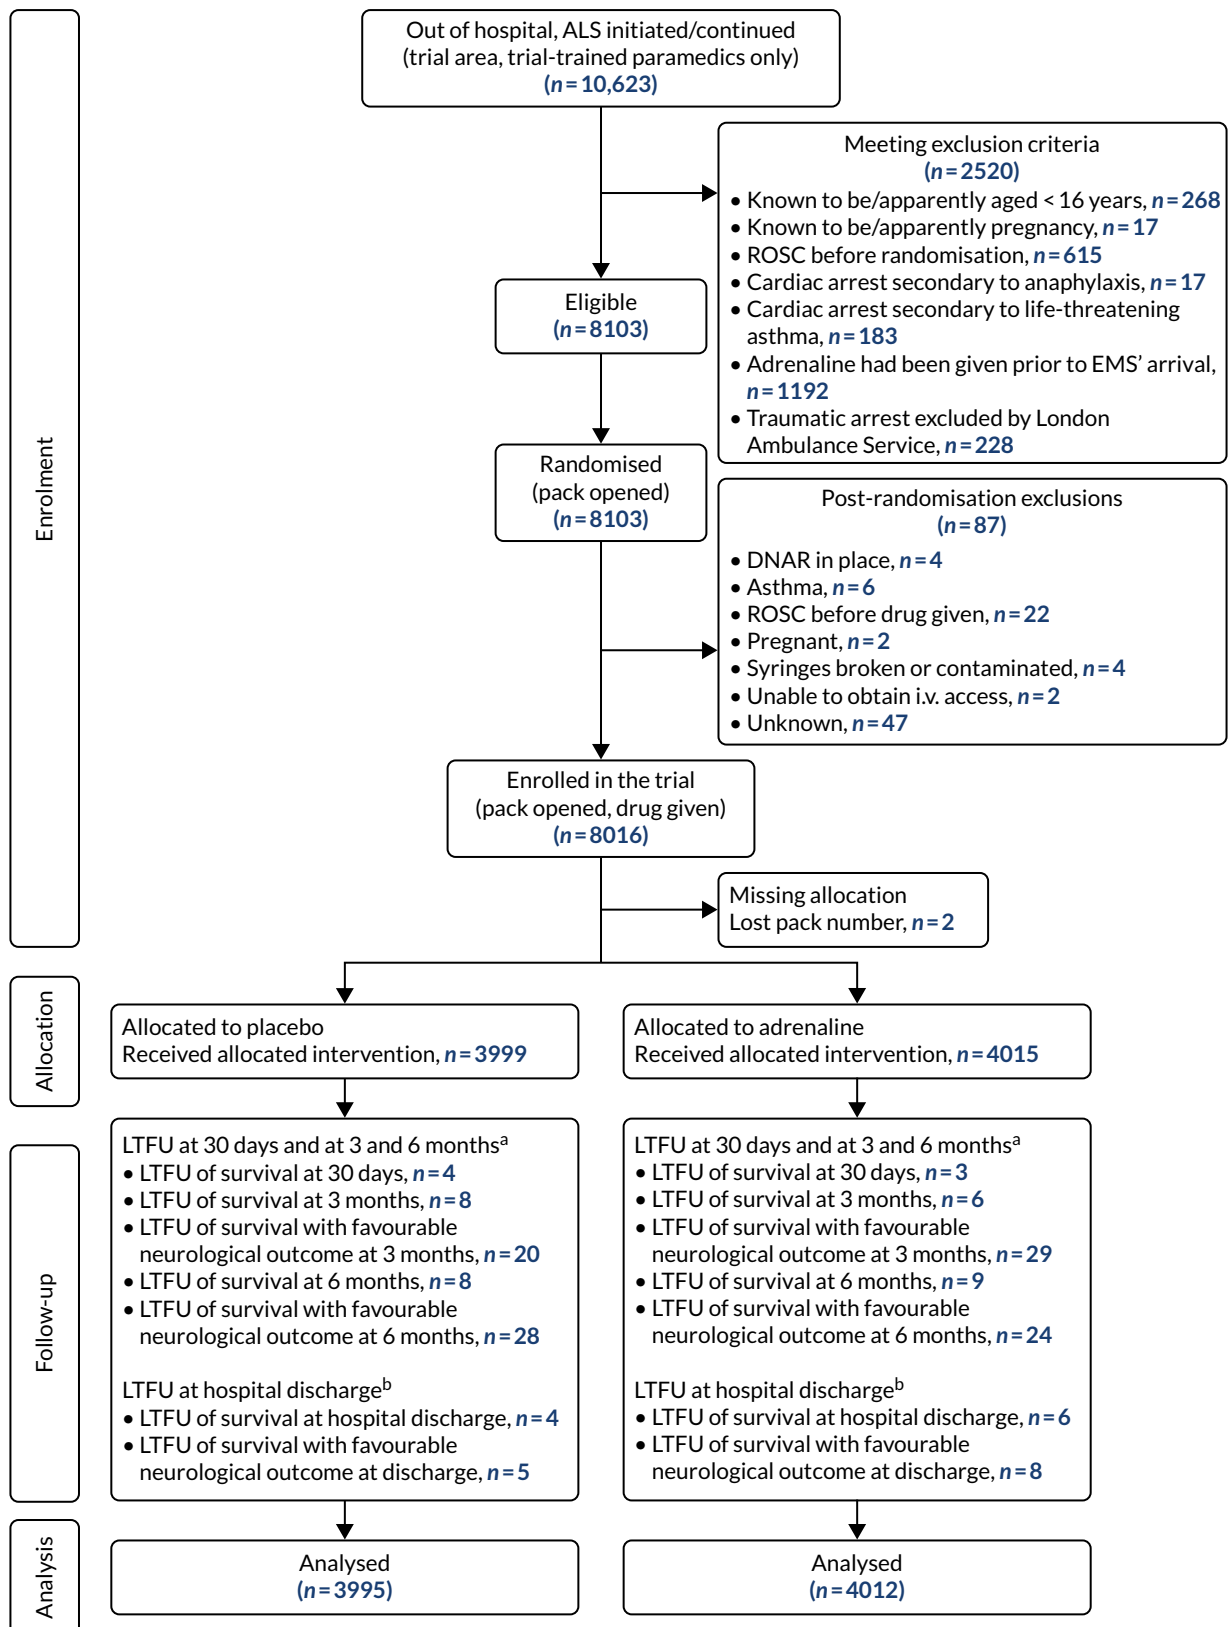 Out of hospital, ALS initiated/continued
(trial area, trial-trained paramedics only)
(n=10,623)
Meeting exclusion criteria
(n=2520)
• Known to be/apparently aged < 16 years, n=268
• Known to be/apparently pregnancy, n=17
• ROSC before randomisation, n=615
• Cardiac arrest secondary to anaphylaxis, n=17
• Cardiac arrest secondary to life-threatening
asthma, n=183
• Adrenaline had been given prior to EMS’ arrival,
n=1192
• Traumatic arrest excluded by London
Ambulance Service, n=228
Eligible
(n=8103)
Enrolment
Randomised
(pack opened)
(n=8103)
Post-randomisation exclusions
(n=87)
• DNAR in place, n=4
• Asthma, n=6
• ROSC before drug given, n=22
• Pregnant, n=2
• Syringes broken or contaminated, n=4
• Unable to obtain i.v. access, n=2
• Unknown, n=47
Enrolled in the trial
(pack opened, drug given)
(n=8016)
Missing allocation
Lost pack number, n=2
Allocation
Allocated to placebo
Received allocated intervention, n=3999
Allocated to adrenaline
Received allocated intervention, n=4015
Follow-up
LTFU at 30 days and at 3 and 6 monthsa
• LTFU of survival at 30 days, n=4
• LTFU of survival at 3 months, n=8
• LTFU of survival with favourable
neurological outcome at 3 months, n=20
• LTFU of survival at 6 months, n=8
• LTFU of survival with favourable
neurological outcome at 6 months, n=28
LTFU at hospital dischargeb
• LTFU of survival at hospital discharge, n=4
• LTFU of survival with favourable
neurological outcome at discharge, n=5
LTFU at 30 days and at 3 and 6 monthsa
• LTFU of survival at 30 days, n=3
• LTFU of survival at 3 months, n=6
• LTFU of survival with favourable
neurological outcome at 3 months, n=29
• LTFU of survival at 6 months, n=9
• LTFU of survival with favourable
neurological outcome at 6 months, n=24
LTFU at hospital dischargeb
• LTFU of survival at hospital discharge, n=6
• LTFU of survival with favourable
neurological outcome at discharge, n=8
Analysis
Analysed
(n=3995)
Analysed
(n=4012)